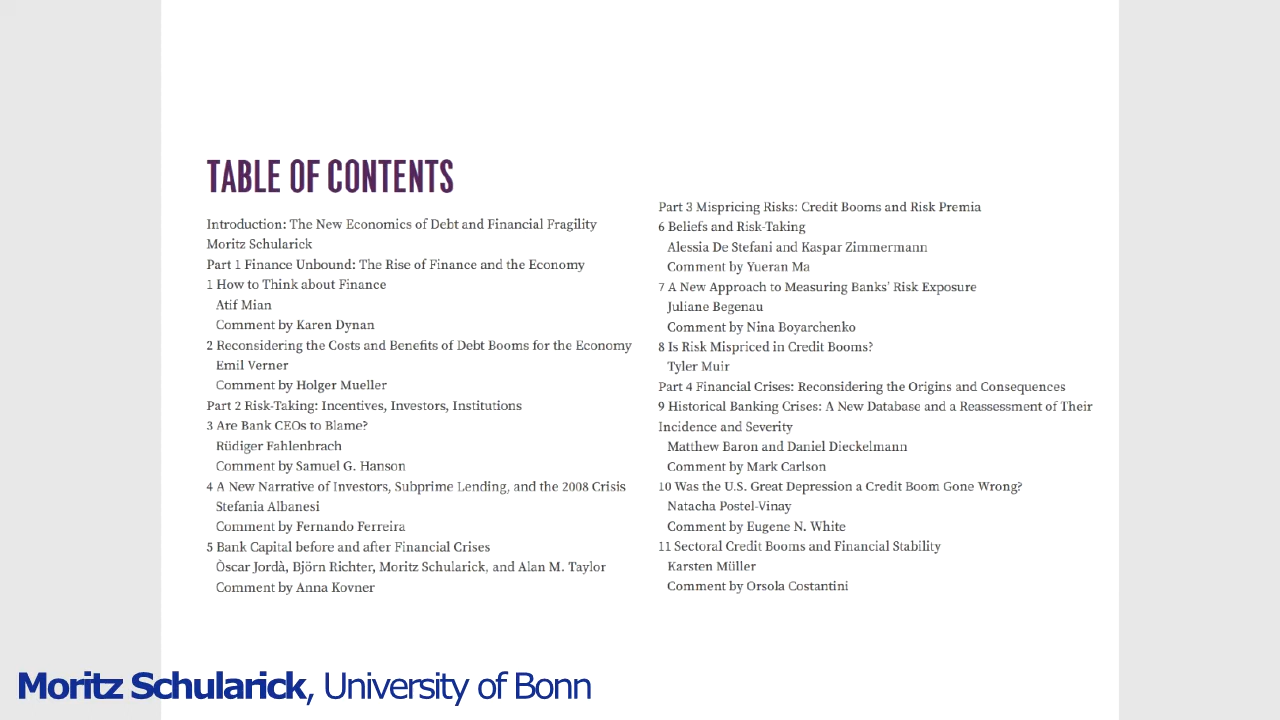 TABLE OF CONTENTS
Introduction: The New Economics of Debt and Financial Fragility
Moritz Schularick
Part 1 Finance Unbound: The Rise of Finance and the Economy
1 How to Think about Finance
Atif Mian
Comment by Karen Dynan
2 Reconsidering the Costs and Benefits of Debt Booms for the Economy
Emil Verner
Comment by Holger Mueller
Part 2 Risk-Taking: Incentives, Investors, Institutions
3 Are Bank CEOs to Blame?
Rüdiger Fahlenbrach
Comment by Samuel G. Hanson
4 A New Narrative of Investors, Subprime Lending, and the 2008 Crisis
Stefania Albanesi
Comment by Fernando Ferreira
5 Bank Capital before and after Financial Crises
Òscar Jordà, Björn Richter, Moritz Schularick, and Alan M. Taylor
Comment by Anna Kovner
Part 3 Mispricing Risks: Credit Booms and Risk Premia
6 Beliefs and Risk-Taking
Alessia De Stefani and Kaspar Zimmermann
Comment by Yueran Ma
7 A New Approach to Measuring Banks’ Risk Exposure
Juliane Begenau
Comment by Nina Boyarchenko
8 Is Risk Mispriced in Credit Booms?
Tyler Muir
Part 4 Financial Crises: Reconsidering the Origins and Consequences
9 Historical Banking Crises: A New Database and a Reassessment of Their
Incidence and Severity
Matthew Baron and Daniel Dieckelmann
Comment by Mark Carlson
10 Was the U.S. Great Depression a Credit Boom Gone Wrong?
Natacha Postel-Vinay
Comment by Eugene N. White
11 Sectoral Credit Booms and Financial Stability
Karsten Müller
Comment by Orsola Costantini
Moritz Schularick, University of Bonn